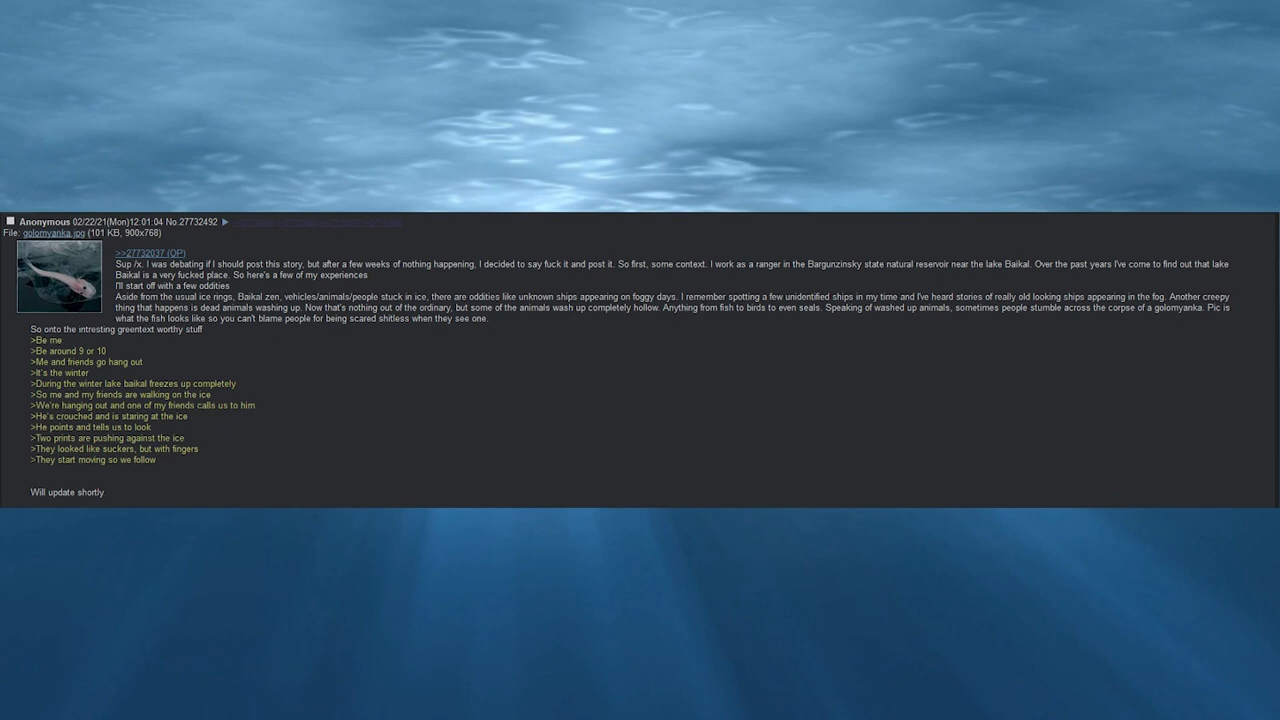 Anonymous 02/22/21(Mon)12:01:04 No.27732492 ▶
File: golomyanka.jpg (101 KB, 900x768)
>>27732037 (OP)
Sup /x. I was debating if I should post this story, but after a few weeks of nothing happening, I decided to say fuck it and post it. So first, some context. I work as a ranger in the Bargunzinsky state natural reservoir near the lake Baikal. Over the past years I've come to find out that lake
Baikal is a very fucked place. So here's a few of my experiences
I'll start off with a few oddities
Aside from the usual ice rings, Baikal zen, vehicles/animals/people stuck in ice, there are oddities like unknown ships appearing on foggy days. I remember spotting a few unidentified ships in my time and I've heard stories of really old looking ships appearing in the fog. Another creepy
thing that happens is dead animals washing up. Now that's nothing out of the ordinary, but some of the animals wash up completely hollow. Anything from fish to birds to even seals. Speaking of washed up animals, sometimes people stumble across the corpse of a golomyanka. Pic is
what the fish looks like so you can't blame people for being scared shitless when they see one.
So onto the intresting greentext worthy stuff
>Be me
>Be around 9 or 10
>Me and friends go hang out
>It's the winter
>During the winter lake baikal freezes up completely
>So me and my friends are walking on the ice
>We're hanging out and one of my friends calls us to him
>He's crouched and is staring at the ice
>He points and tells us to look
>Two prints are pushing against the ice
>They looked like suckers, but with fingers
>They start moving so we follow
Will update shortly